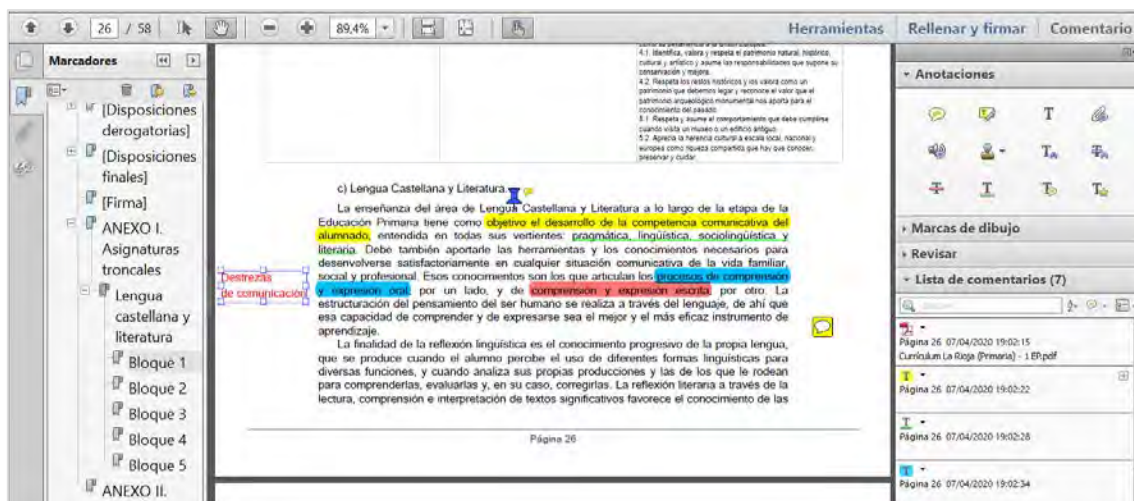 26 / 58
89,4%
Herramientas
Rellenar y firmar
Comentario
Marcadores
[Disposiciones
derogatorias]
[Disposiciones
finales]
[Firma]
ANEXO I.
Asignaturas
troncales
Lengua
castellana y
literatura
Bloque 1
Bloque 2
Bloque 3
Bloque 4
Bloque 5
ANEXO II.
4.1. Identifica, valora y respeta el patrimonio natural, histórico,
cultural y artístico y asume las responsabilidades que supone su
conservación y mejora.
4.2. Respeta los restos históricos y los valora como un
patrimonio que debemos legar y reconoce el valor que el
patrimonio arqueológico monumental nos aporta para el
conocimiento del pasado.
5.1. Respeta y asume el comportamiento que debe cumplirse
cuando visita un museo o un edificio antiguo.
5.2. Aprecia la herencia cultural a escala local, nacional y
europea como riqueza compartida que hay que conocer,
preservar y cuidar.
c) Lengua Castellana y Literatura.
La enseñanza del área de Lengua Castellana y Literatura a lo largo de la etapa de la
Educación Primaria tiene como objetivo el desarrollo de la competencia comunicativa del
alumnado, entendida en todas sus vertientes: pragmática, lingüística, sociolingüística y
literaria. Debe también aportarle las herramientas y los conocimientos necesarios para
desenvolverse satisfactoriamente en cualquier situación comunicativa de la vida familiar,
social y profesional. Esos conocimientos son los que articulan los procesos de comprensión
y expresión oral, por un lado, y de comprensión y expresión escrita, por otro. La
estructuración del pensamiento del ser humano se realiza a través del lenguaje, de ahí que
esa capacidad de comprender y de expresarse sea el mejor y el más eficaz instrumento de
aprendizaje.
Destrezas
de comunicación
La finalidad de la reflexión lingüística es el conocimiento progresivo de la propia lengua,
que se produce cuando el alumno percibe el uso de diferentes formas lingüísticas para
diversas funciones, y cuando analiza sus propias producciones y las de los que le rodean
para comprenderlas, evaluarlas y, en su caso, corregirlas. La reflexión literaria a través de la
lectura, comprensión e interpretación de textos significativos favorece el conocimiento de las
Página 26
Anotaciones
Marcas de dibujo
Revisar
Lista de comentarios (7)
Página 26 07/04/2020 19:02:15
Currículum La Rioja (Primaria) - 1 EP.pdf
Página 26 07/04/2020 19:02:22
Página 26 07/04/2020 19:02:28
Página 26 07/04/2020 19:02:34